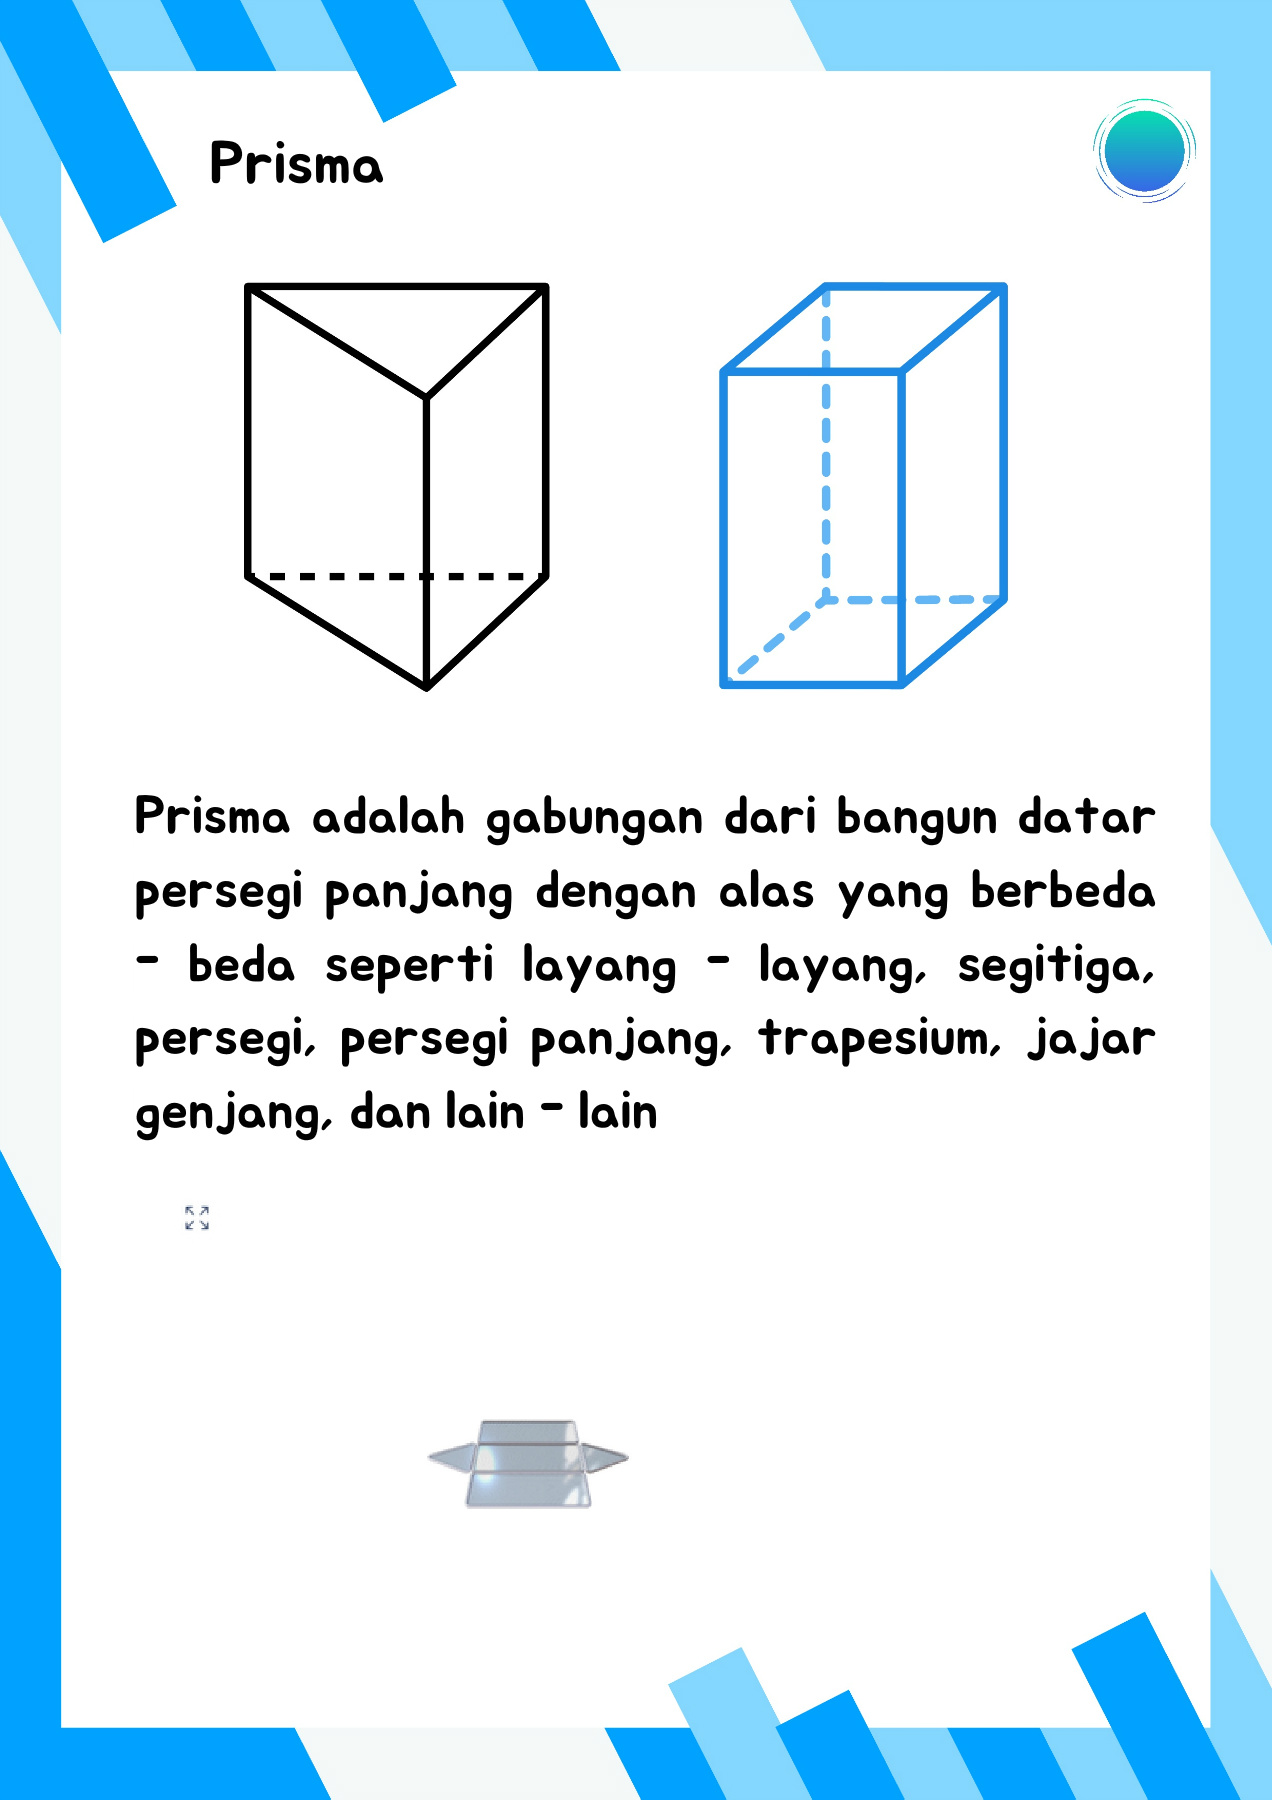 Prisma
Prisma adalah gabungan dari bangun datar
persegi panjang dengan alas yang berbeda
- beda seperti layang - layang, segitiga,
persegi, persegi panjang, trapesium, jajar
genjang, dan lain - lain